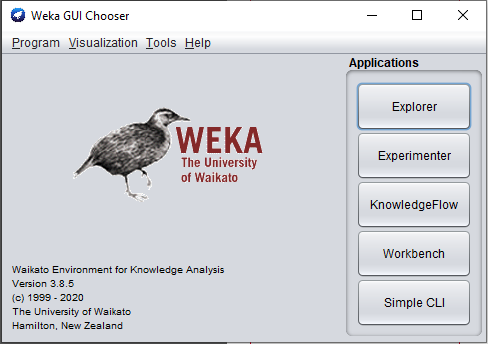 Weka GUI Chooser
Program Visualization Tools Help
Applications
Explorer
Experimenter
KnowledgeFlow
Workbench
Simple CLI
WEKA
The University
of Waikato
Waikato Environment for Knowledge Analysis
Version 3.8.5
(c) 1999 - 2020
The University of Waikato
Hamilton, New Zealand